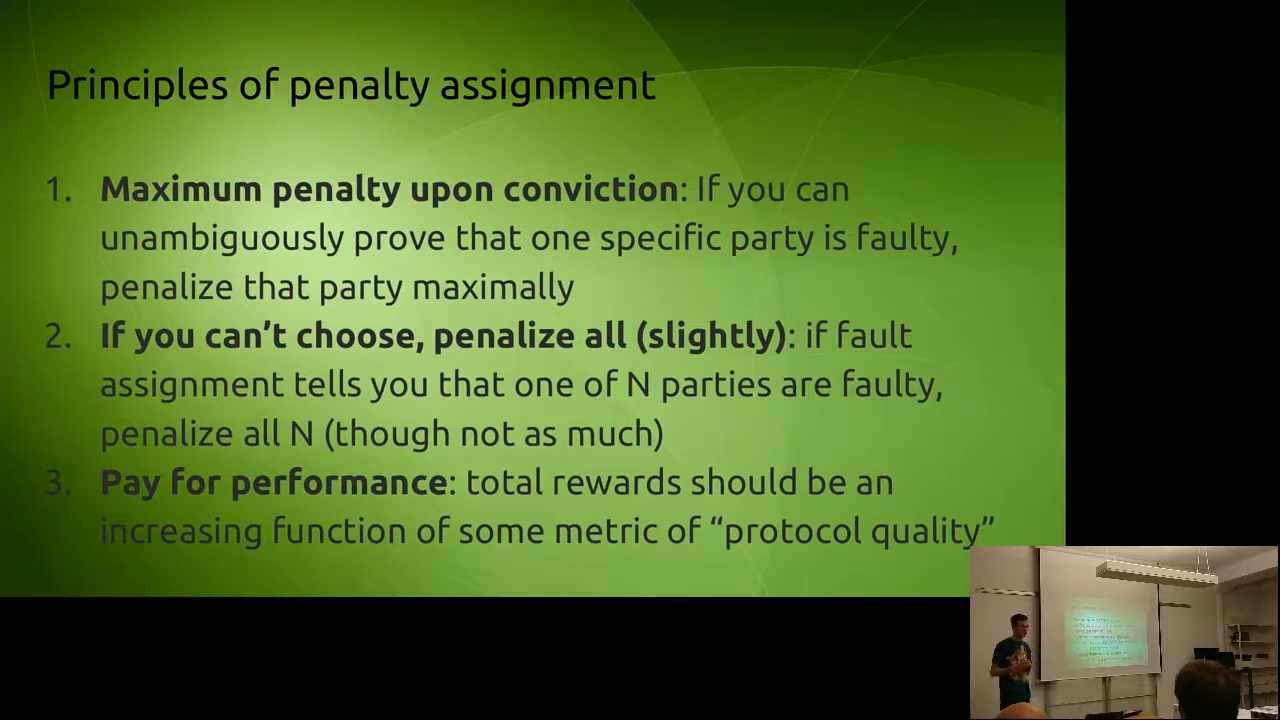 Principles of penalty assignment
1. Maximum penalty upon conviction: If you can
unambiguously prove that one specific party is faulty,
penalize that party maximally
2. If you can’t choose, penalize all (slightly): if fault
assignment tells you that one of N parties are faulty,
penalize all N (though not as much)
3. Pay for performance: total rewards should be an
increasing function of some metric of “protocol quality”